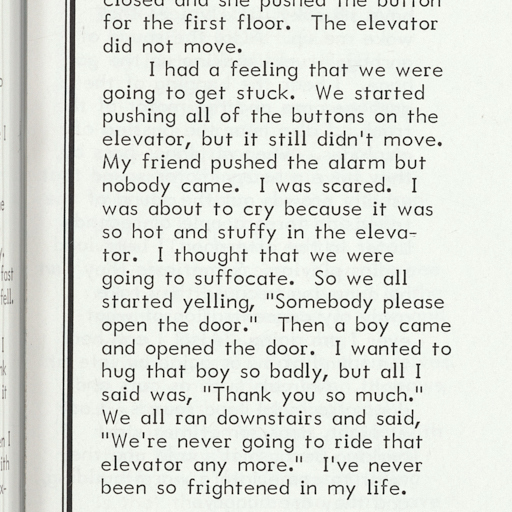 closed and she pushed the button
for the first floor.  The elevator
did not move.
I had a feeling that we were
going to get stuck.  We started
pushing all of the buttons on the
elevator, but it still didn't move.
My friend pushed the alarm but
nobody came.  I was scared.  I
was about to cry because it was
so hot and stuffy in the eleva-
tor.  I thought that we were
going to suffocate.  So we all
started yelling, "Somebody please
open the door."  Then a boy came
and opened the door.  I wanted to
hug that boy so badly, but all I
said was, "Thank you so much."
We all ran downstairs and said,
"We're never going to ride that
elevator any more."  I've never
been so frightened in my life.